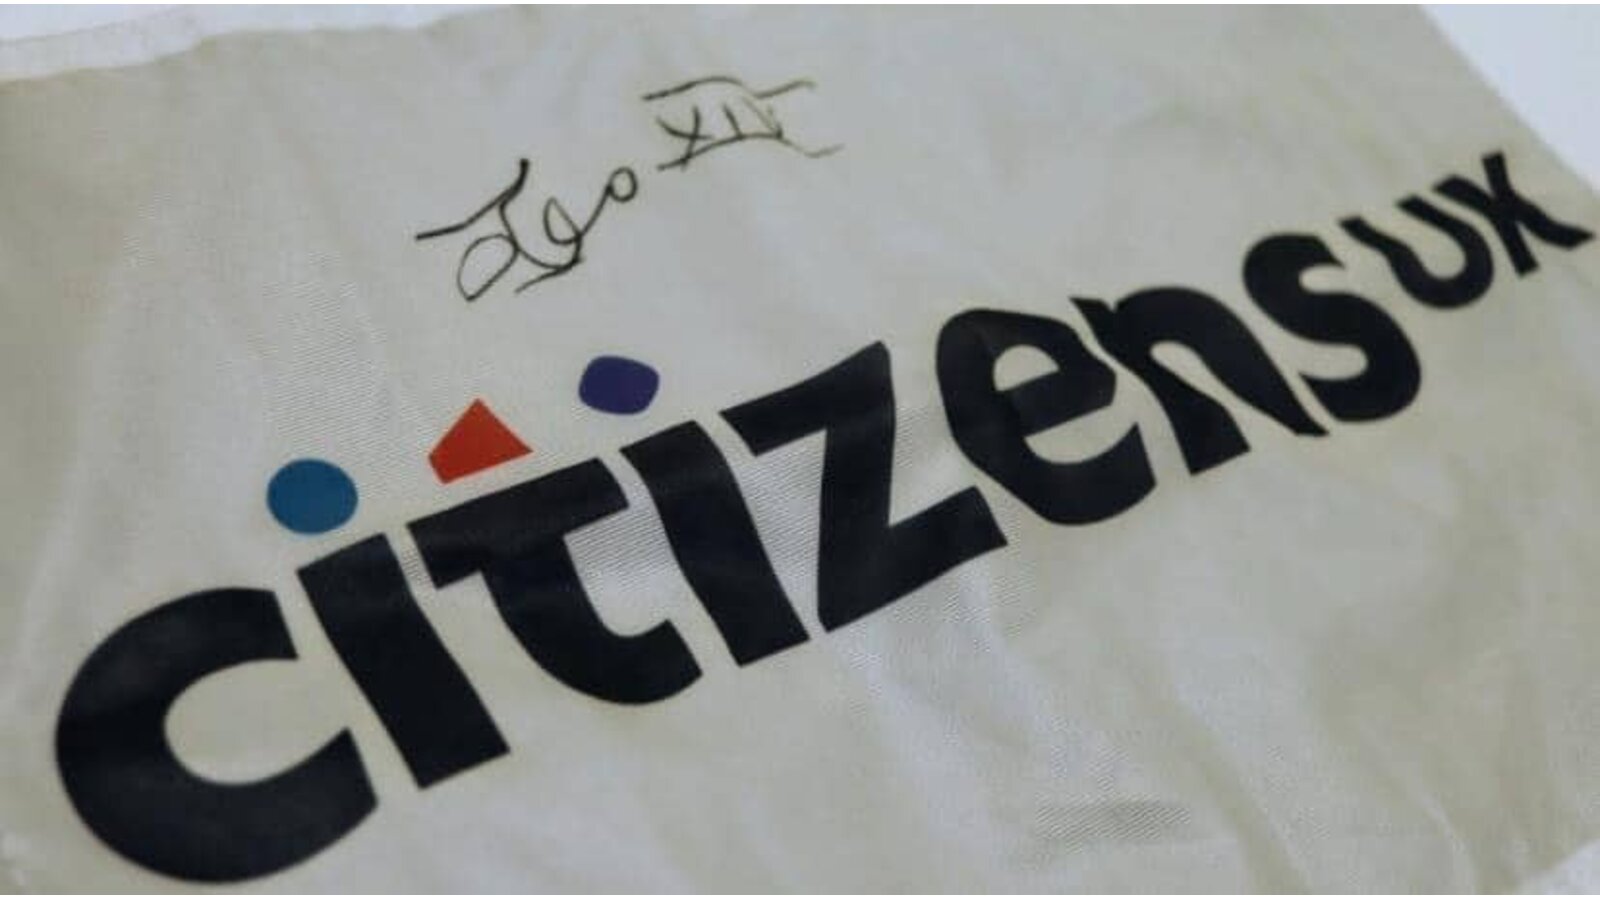 Leo XIV
citizens UK